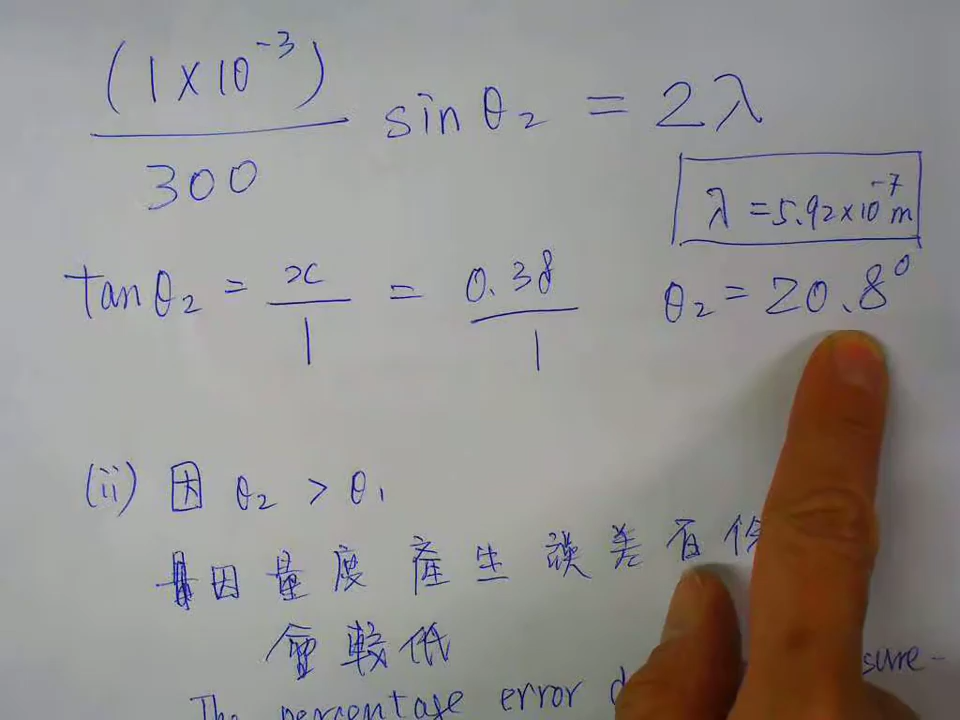 (1×10⁻³)/300 sinθ₂ = 2λ
λ = 5.92×10⁻⁷ m
tanθ₂ = x/1 = 0.38/1 θ₂ = 20.8°
(ii) 因 θ₂ > θ₁
因量度產生誤差百份
會較低
The percentage error sure-